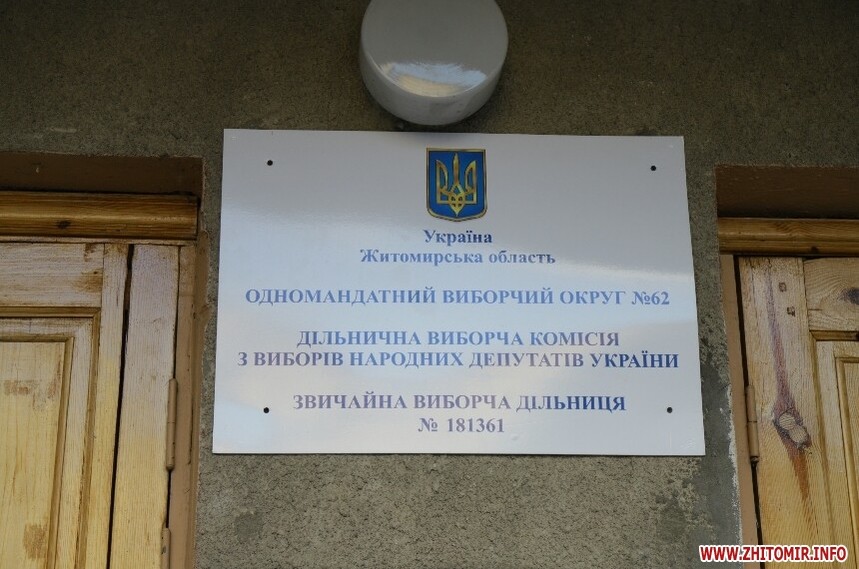 Україна
Житомирська область
ОДНОМАНДАТНИЙ ВИБОРЧИЙ ОКРУГ №62
ДІЛЬНИЧНА ВИБОРЧА КОМІСІЯ
З ВИБОРІВ НАРОДНИХ ДЕПУТАТІВ УКРАЇНИ
ЗВИЧАЙНА ВИБОРЧА ДІЛЬНИЦЯ
№ 181361
WWW.ZHITOMIR.INFO